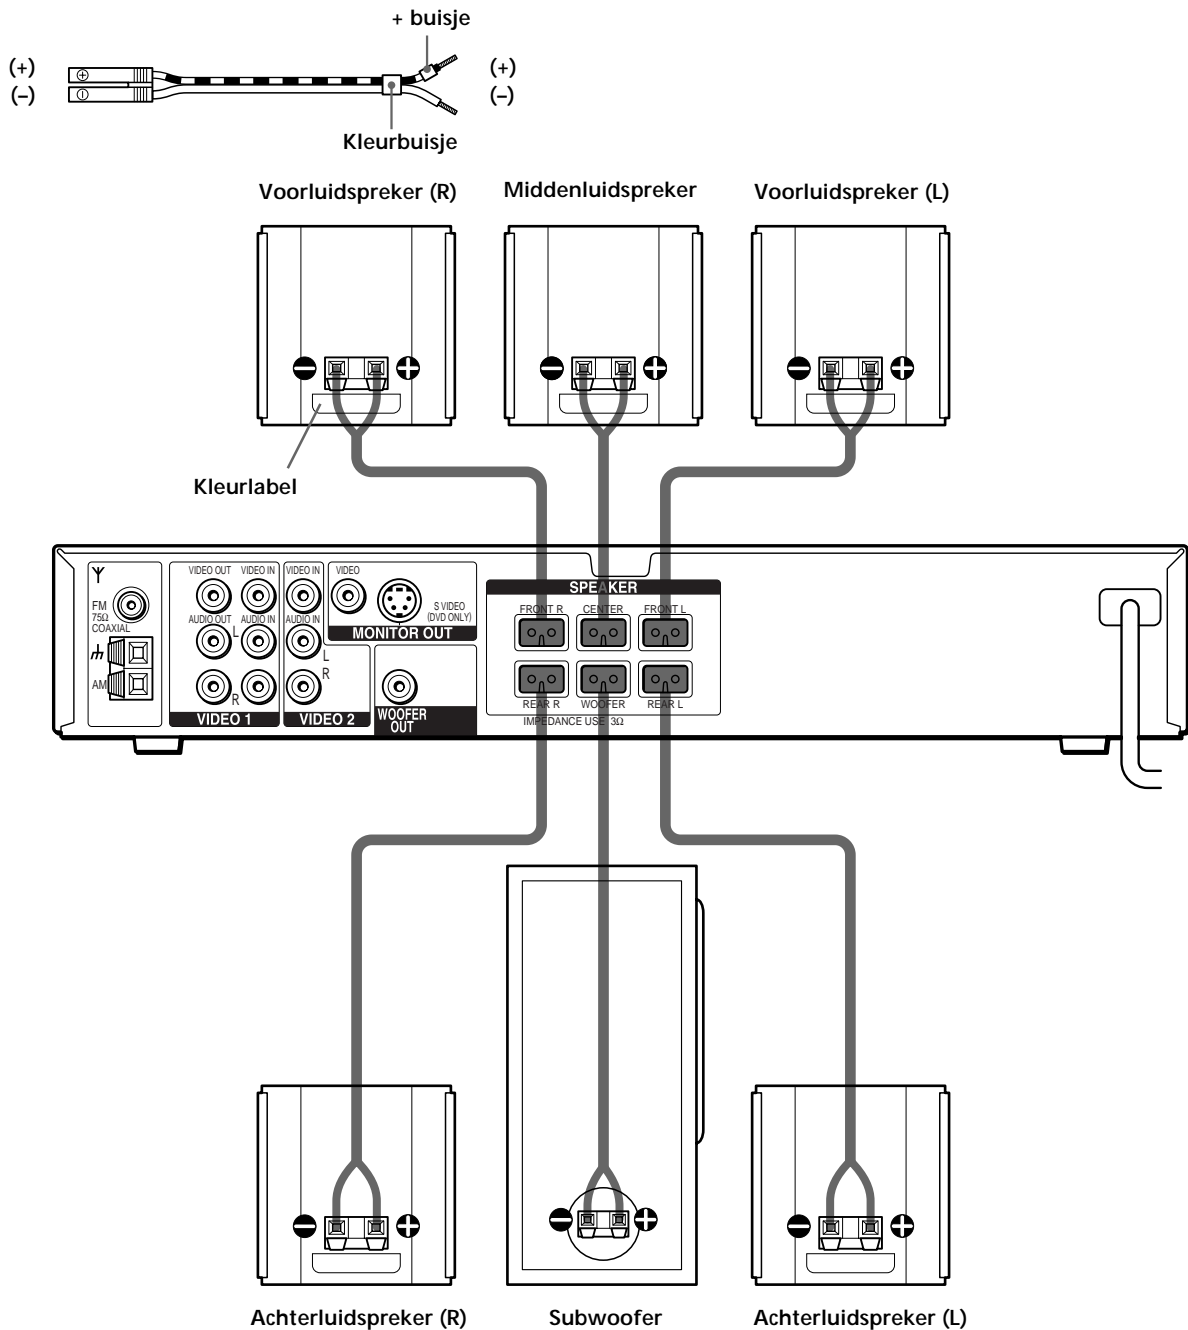 + buisje
(+)
(–)
(+)
(–)
Kleurbuisje
Voorluidspreker (R)
Middenluidspreker
Voorluidspreker (L)
Kleurlabel
FM
75Ω
COAXIAL
AM
VIDEO OUT
VIDEO IN
AUDIO OUT
AUDIO IN
L
R
VIDEO 1
VIDEO IN
AUDIO IN
L
R
VIDEO 2
VIDEO
S VIDEO
(DVD ONLY)
MONITOR OUT
WOOFER
OUT
SPEAKER
FRONT R
CENTER
FRONT L
REAR R
WOOFER
REAR L
IMPEDANCE USE 3Ω
Achterluidspreker (R)
Subwoofer
Achterluidspreker (L)